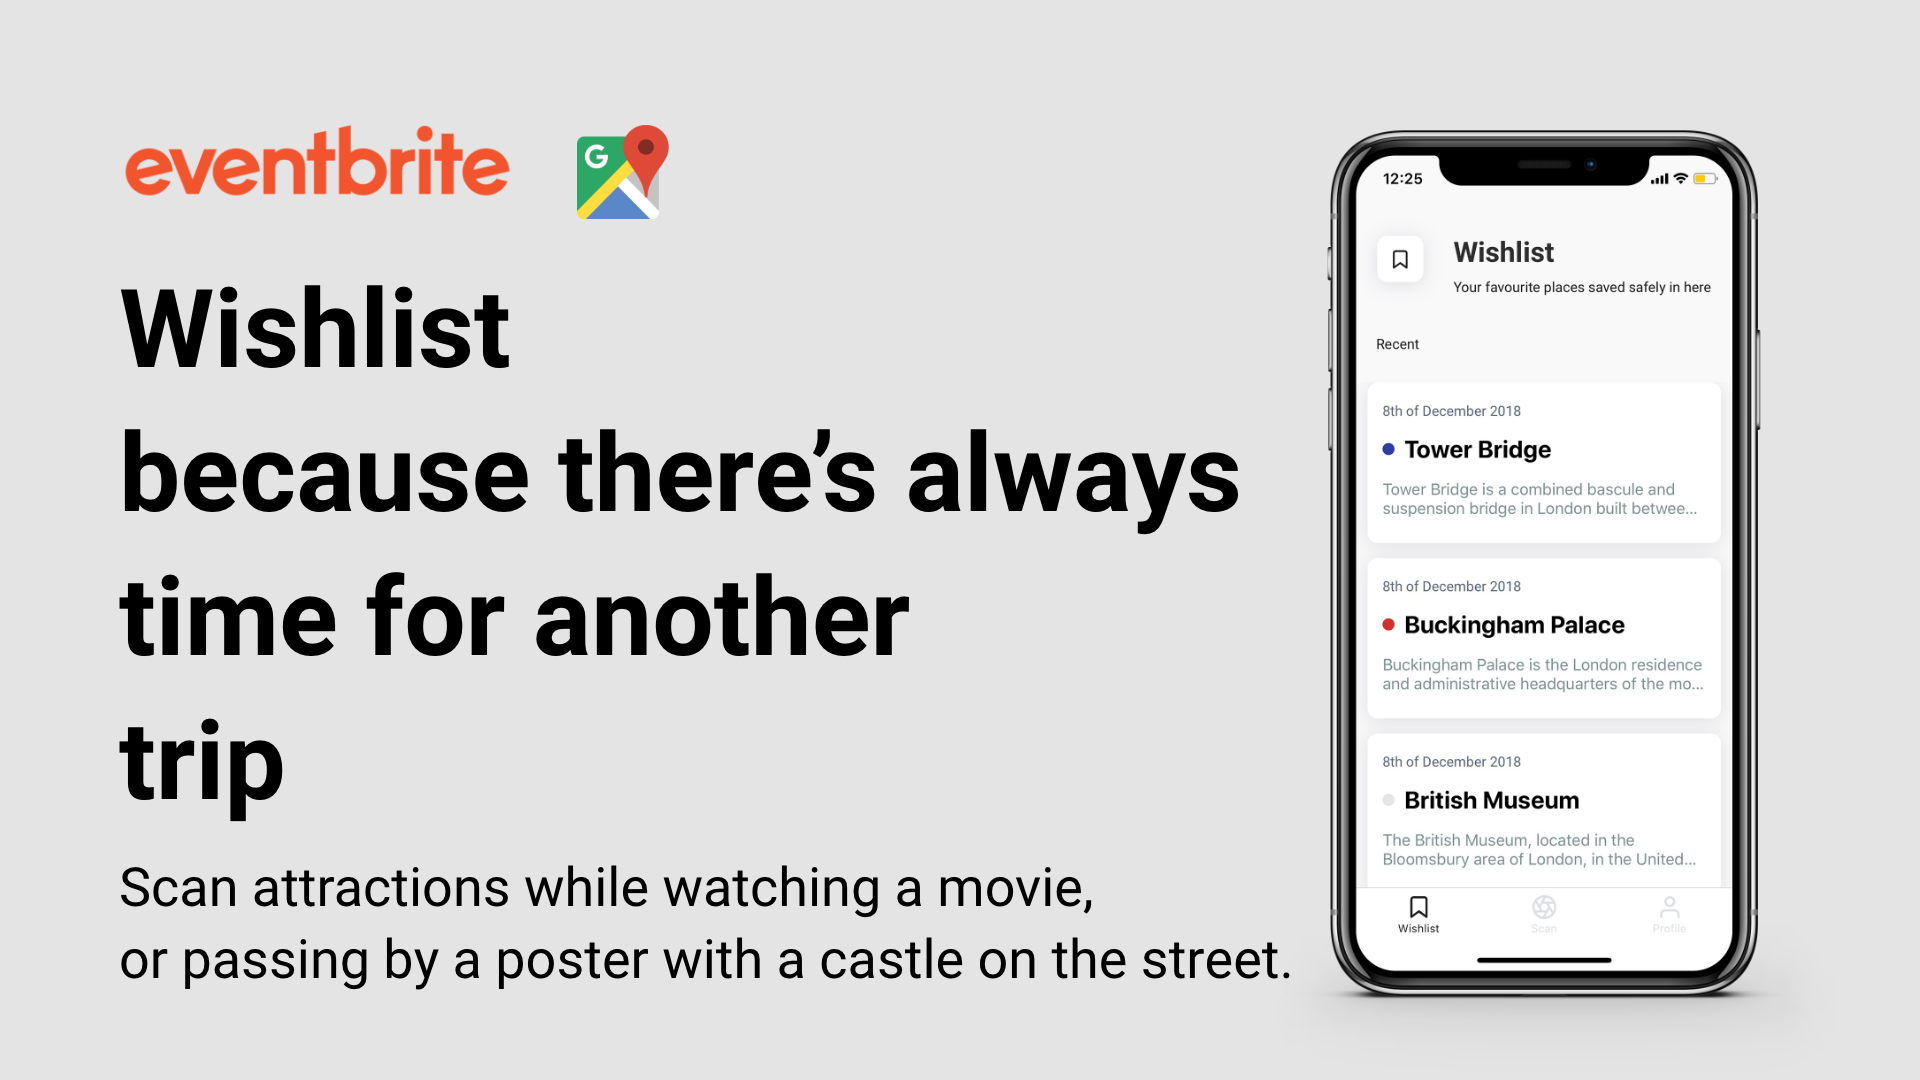 eventbrite
G
Wishlist
because there’s always
time for another
trip
Scan attractions while watching a movie,
or passing by a poster with a castle on the street.
12:25
Wishlist
Your favourite places saved safely in here
Recent
8th of December 2018
Tower Bridge
Tower Bridge is a combined bascule and
suspension bridge in London built betwee...
8th of December 2018
Buckingham Palace
Buckingham Palace is the London residence
and administrative headquarters of the mo...
8th of December 2018
British Museum
The British Museum, located in the
Bloomsbury area of London, in the United...
Wishlist
Scan
Profile